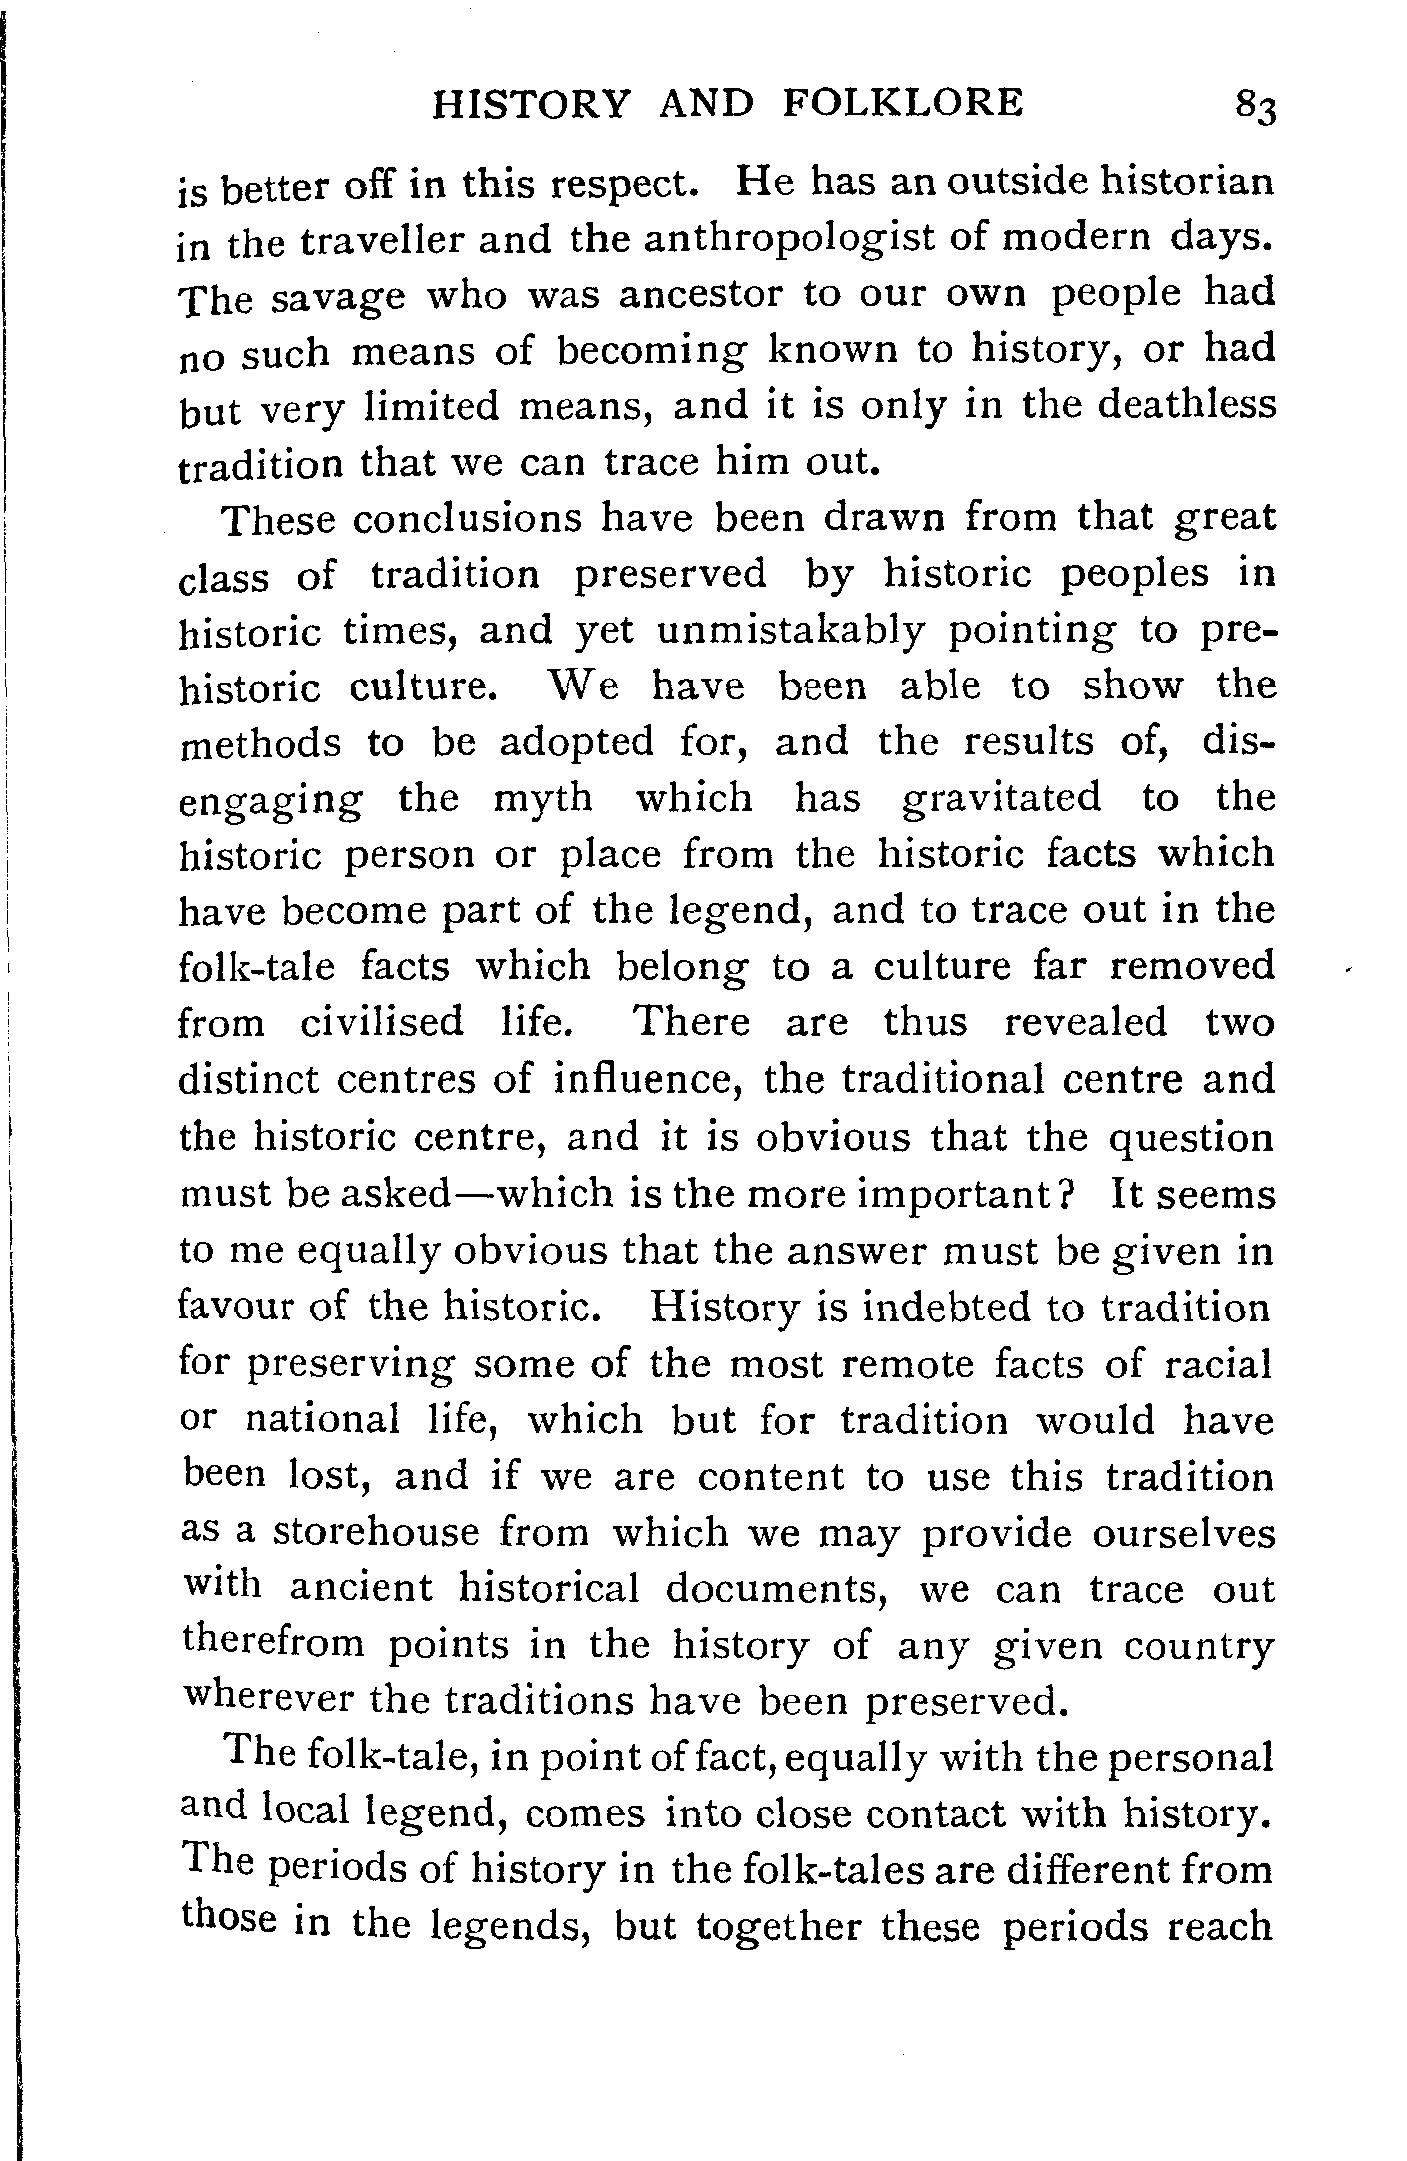 HISTORY AND FOLKLORE 83
is better off in this respect. He has an outside historian
in the traveller and the anthropologist of modern days.
The savage who was ancestor to our own people had
no such means of becoming known to history, or had
but very limited means, and it is only in the deathless
tradition that we can trace him out.
These conclusions have been drawn from that great
class of tradition preserved by historic peoples in
historic times, and yet unmistakably pointing to pre-
historic culture. We have been able to show the
methods to be adopted for, and the results of, dis-
engaging the myth which has gravitated to the
historic person or place from the historic facts which
have become part of the legend, and to trace out in the
folk-tale facts which belong to a culture far removed
from civilised life. There are thus revealed two
distinct centres of influence, the traditional centre and
the historic centre, and it is obvious that the question
must be asked—which is the more important? It seems
to me equally obvious that the answer must be given in
favour of the historic. History is indebted to tradition
for preserving some of the most remote facts of racial
or national life, which but for tradition would have
been lost, and if we are content to use this tradition
as a storehouse from which we may provide ourselves
with ancient historical documents, we can trace out
therefrom points in the history of any given country
wherever the traditions have been preserved.
The folk-tale, in point of fact, equally with the personal
and local legend, comes into close contact with history.
The periods of history in the folk-tales are different from
those in the legends, but together these periods reach